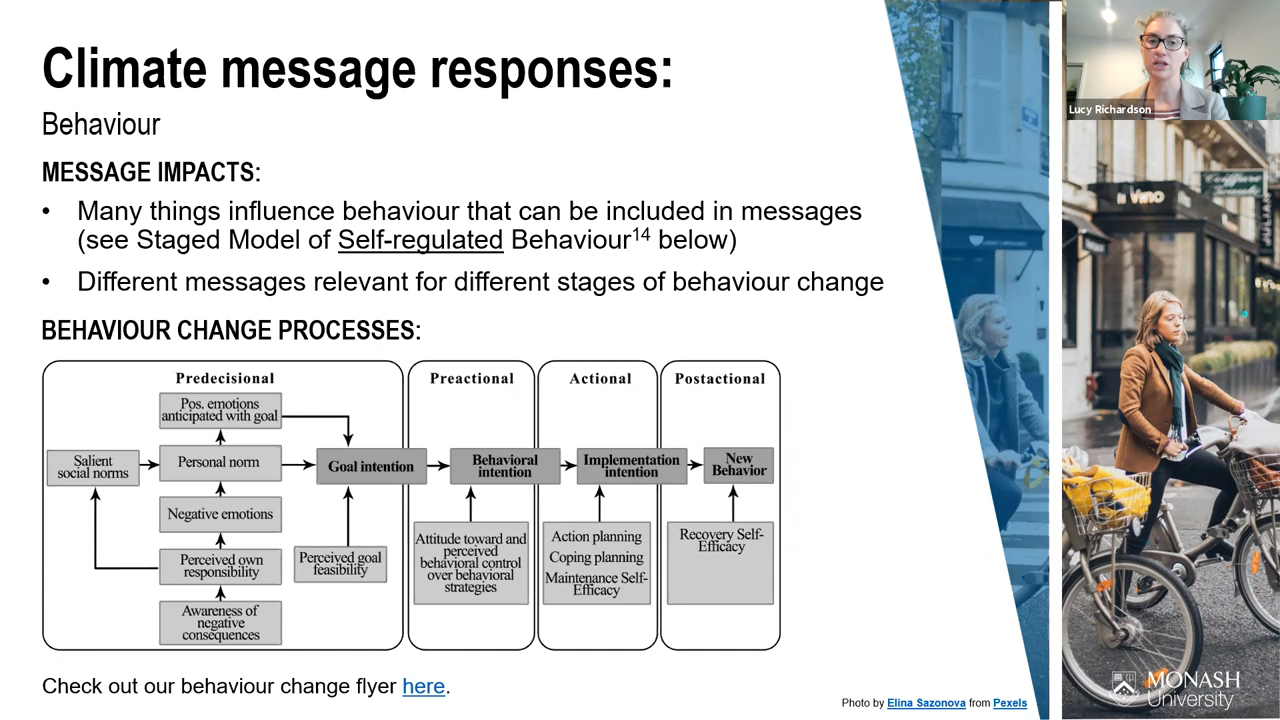 Climate message responses:
Behaviour
MESSAGE IMPACTS:
• Many things influence behaviour that can be included in messages
(see Staged Model of Self-regulated Behaviour14 below)
• Different messages relevant for different stages of behaviour change
BEHAVIOUR CHANGE PROCESSES:
Predecisional
Pos. emotions
anticipated with goal
Salient
social norms
Personal norm
Goal intention
Negative emotions
Perceived own
responsibility
Perceived goal
feasibility
Awareness of
negative
consequences
Preactional
Behavioral
intention
Attitude toward and
perceived
behavioral control
over behavioral
strategies
Actional
Implementation
intention
Action planning
Coping planning
Maintenance Self-
Efficacy
Postactional
New
Behavior
Recovery Self-
Efficacy
Check out our behaviour change flyer here.
Photo by Elina Sazonova from Pexels
Lucy Richardson
il VINO
MONASH
University